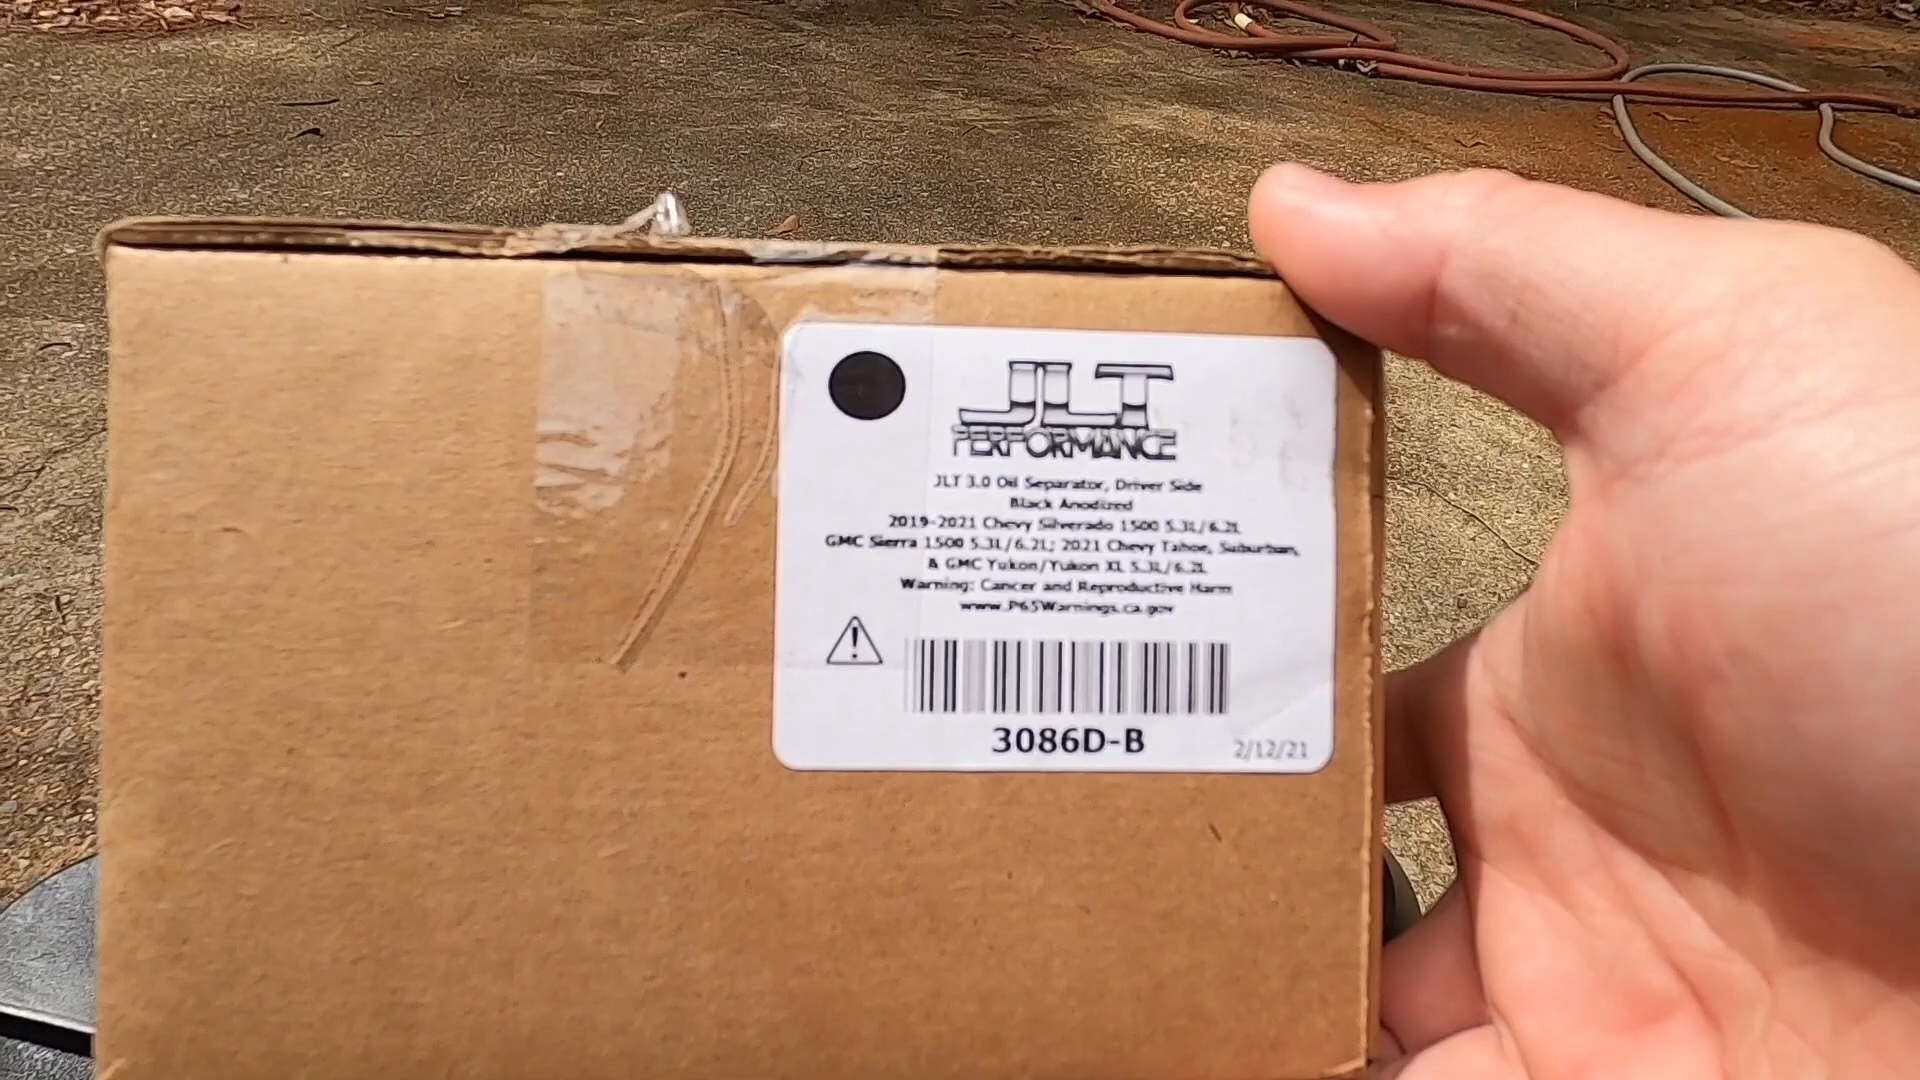 JLT
PERFORMANCE
JLT 3.0 Oil Separator, Driver Side
Black Anodized
2019-2021 Chevy Silverado 1500 5.3L/6.2L
GMC Sierra 1500 5.3L/6.2L; 2021 Chevy Tahoe, Suburban,
& GMC Yukon/Yukon XL 5.3L/6.2L
Warning: Cancer and Reproductive Harm
www.P65Warnings.ca.gov
3086D-B
2/12/21